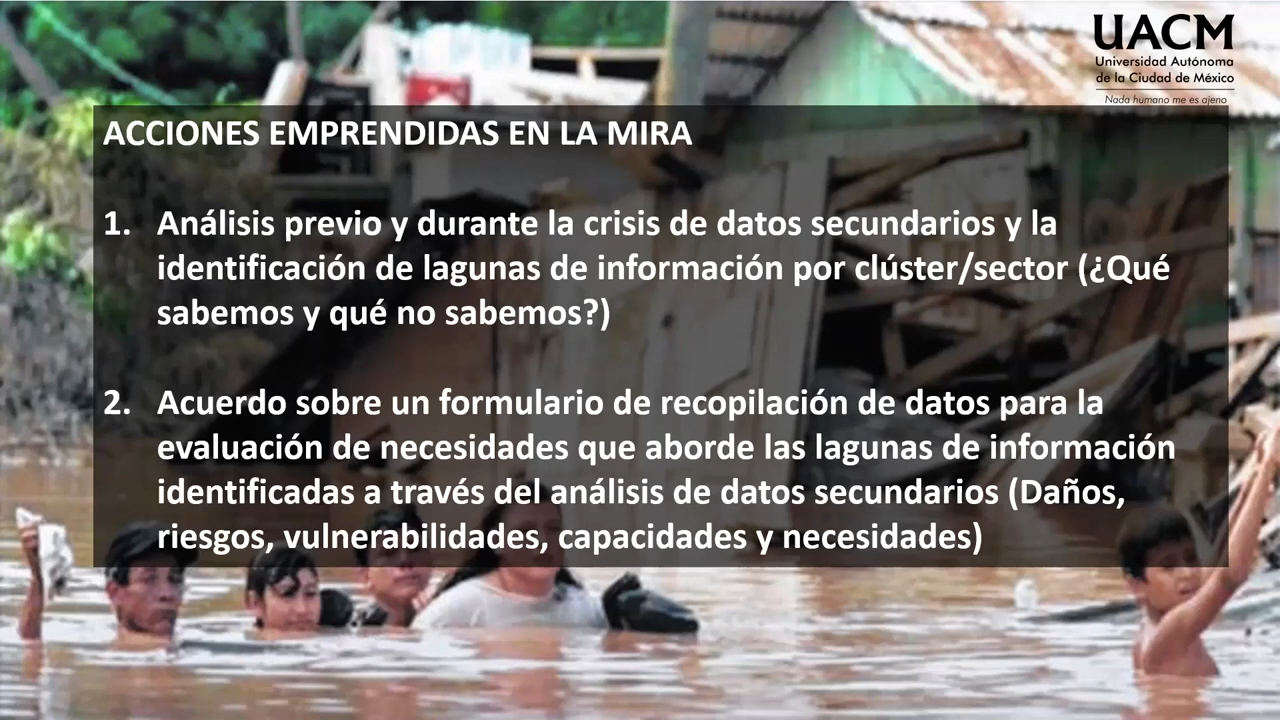 UACM
Universidad Autónoma
de la Ciudad de México
Nada humano me es ajeno
ACCIONES EMPRENDIDAS EN LA MIRA
1. Análisis previo y durante la crisis de datos secundarios y la
identificación de lagunas de información por clúster/sector (¿Qué
sabemos y qué no sabemos?)
2. Acuerdo sobre un formulario de recopilación de datos para la
evaluación de necesidades que aborde las lagunas de información
identificadas a través del análisis de datos secundarios (Daños,
riesgos, vulnerabilidades, capacidades y necesidades)